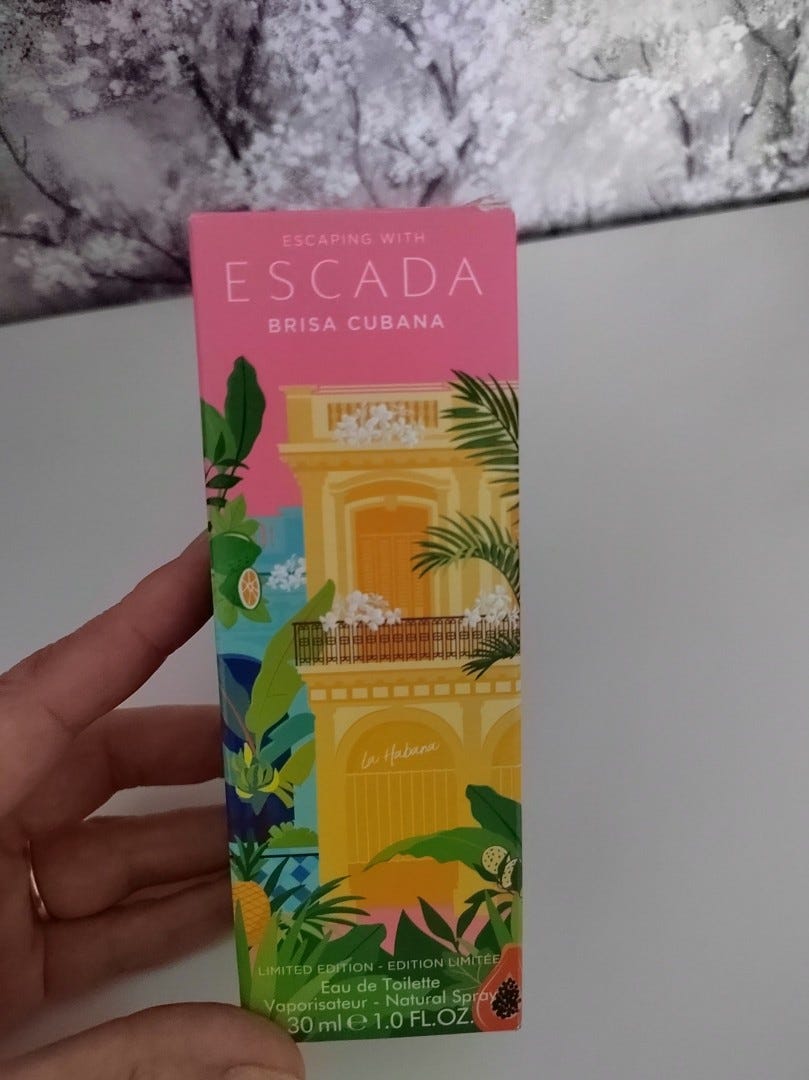 ESCAPING WITH
ESCADA
BRISA CUBANA
La Habana
LIMITED EDITION - EDITION LIMITÉE
Eau de Toilette
Vaporisateur - Natural Spray
30 ml ℮ 1.0 FL.OZ.